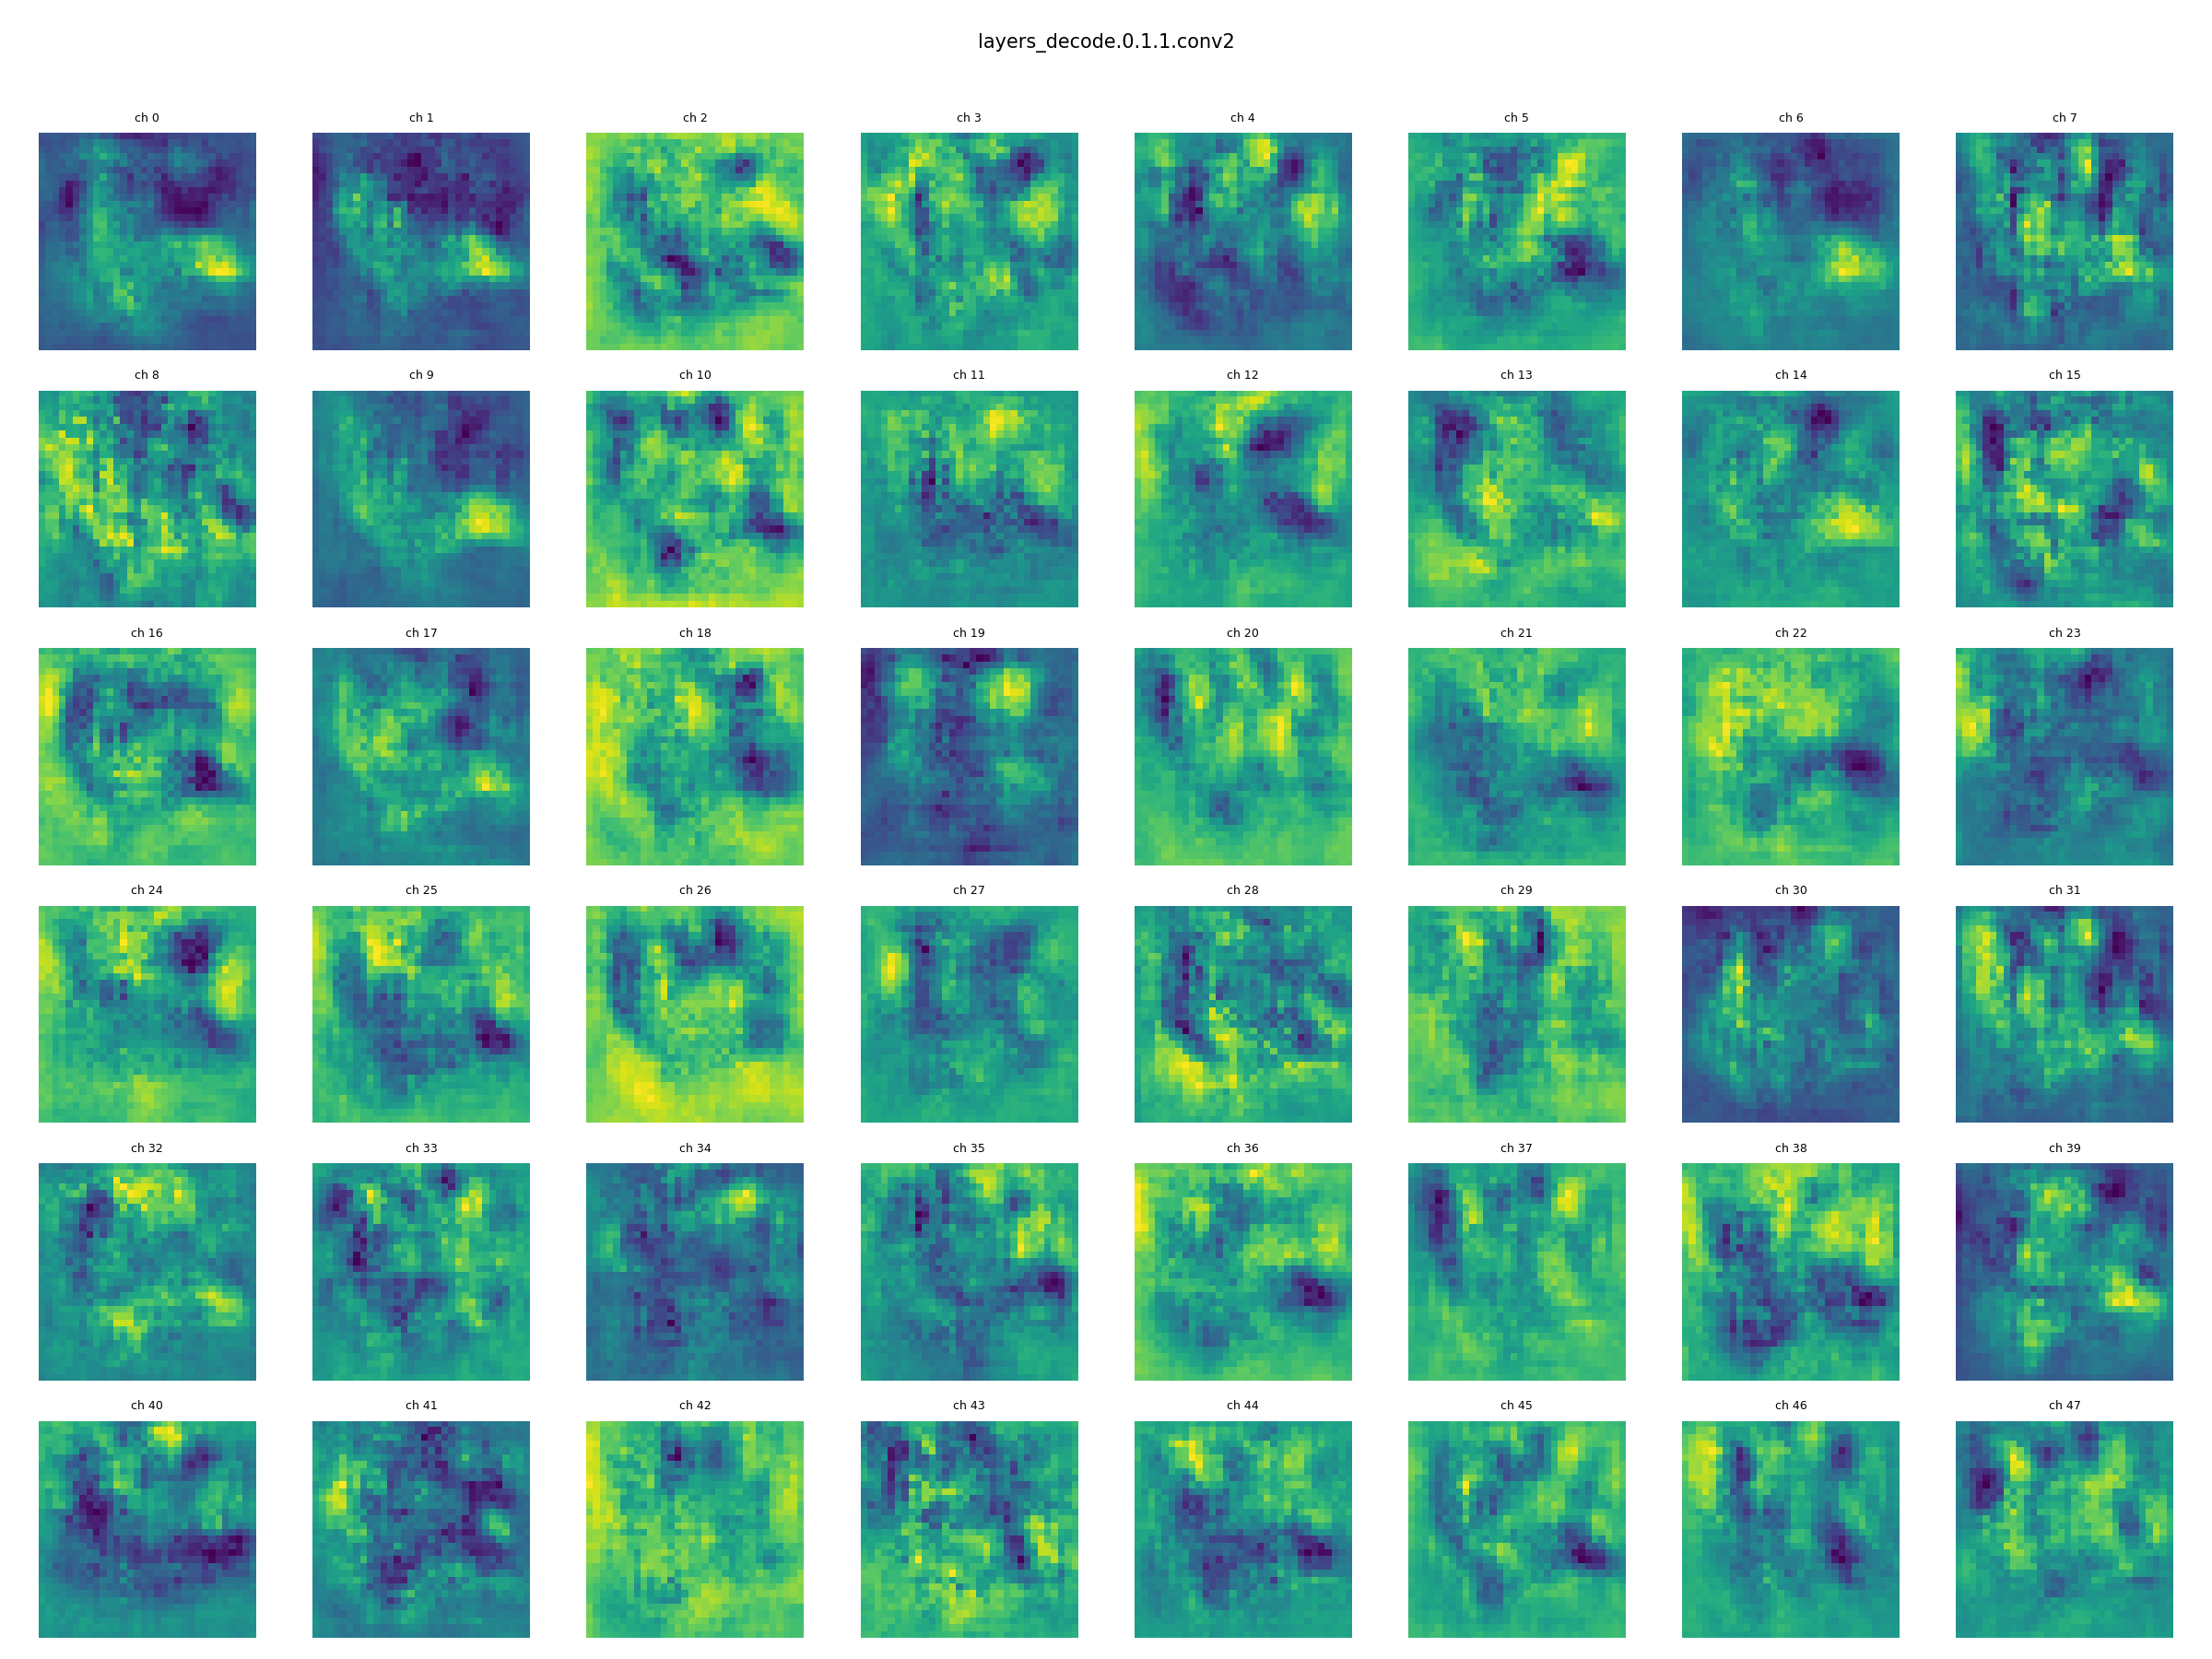 layers_decode.0.1.1.conv2
ch 0 ch 1 ch 2 ch 3 ch 4 ch 5 ch 6 ch 7
ch 8 ch 9 ch 10 ch 11 ch 12 ch 13 ch 14 ch 15
ch 16 ch 17 ch 18 ch 19 ch 20 ch 21 ch 22 ch 23
ch 24 ch 25 ch 26 ch 27 ch 28 ch 29 ch 30 ch 31
ch 32 ch 33 ch 34 ch 35 ch 36 ch 37 ch 38 ch 39
ch 40 ch 41 ch 42 ch 43 ch 44 ch 45 ch 46 ch 47